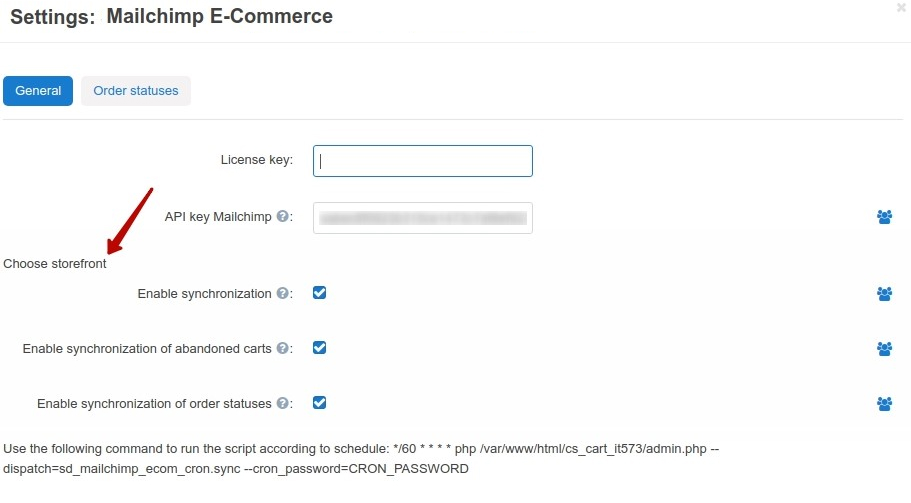 Settings: Mailchimp E-Commerce
General Order statuses
License key:
API key Mailchimp ?:
Choose storefront
Enable synchronization ?:
Enable synchronization of abandoned carts ?:
Enable synchronization of order statuses ?:
Use the following command to run the script according to schedule: */60 * * * * php /var/www/html/cs_cart_it573/admin.php --
dispatch=sd_mailchimp_ecom_cron.sync --cron_password=CRON_PASSWORD